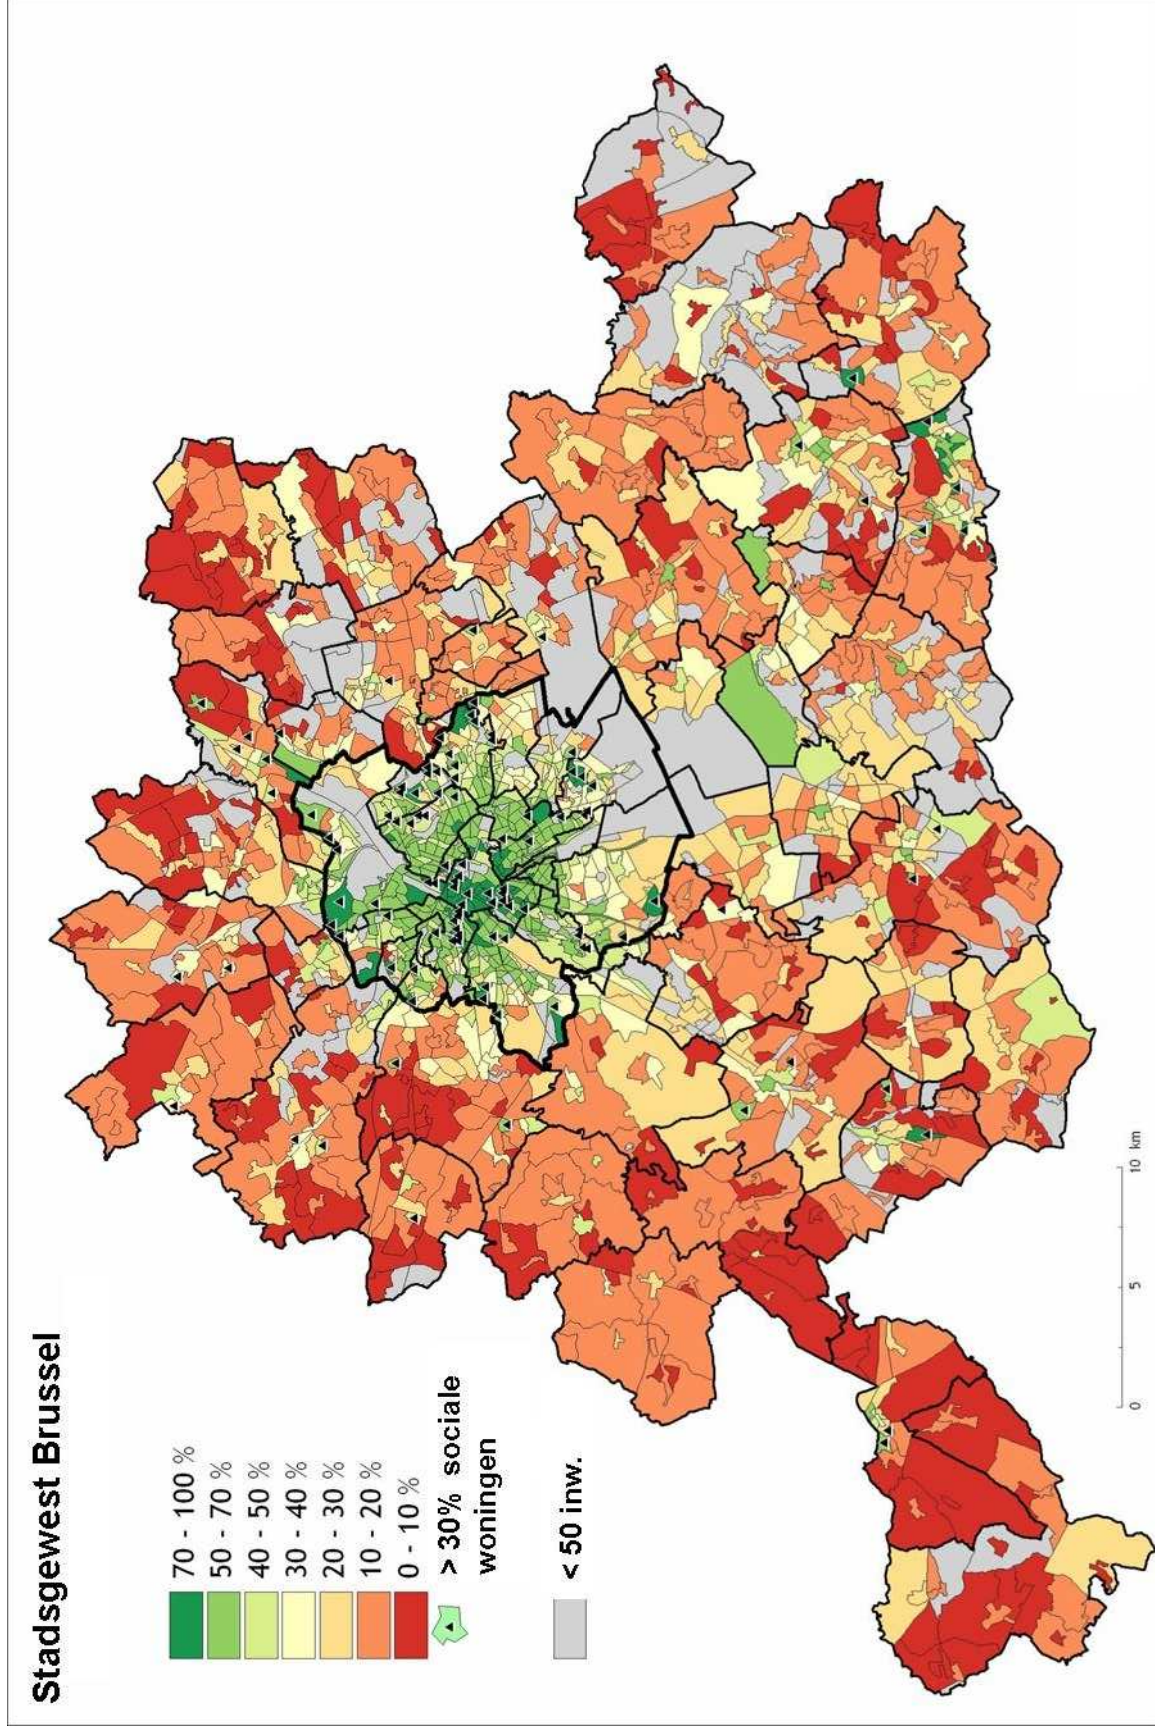 Stadsgewest Brussel
70 - 100 %
50 - 70 %
40 - 50 %
30 - 40 %
20 - 30 %
10 - 20 %
0 - 10 %
> 30% sociale
woningen
< 50 inw.
0 5 10 km